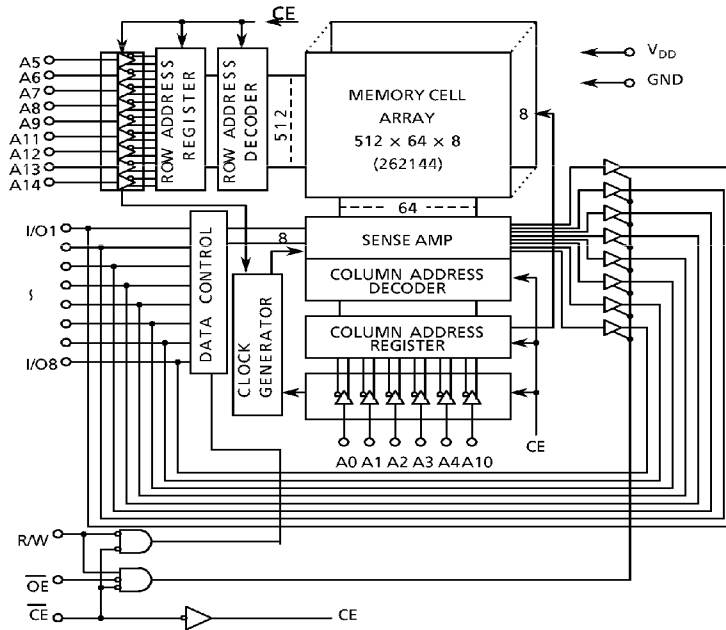 CE
A5
A6
A7
A8
A9
A11
A12
A13
A14
ROW ADDRESS
REGISTER
ROW ADDRESS
DECODER
512
MEMORY CELL
ARRAY
512 × 64 × 8
(262144)
8
VDD
GND
64
I/O1
I/O8
DATA CONTROL
8
CLOCK
GENERATOR
SENSE AMP
COLUMN ADDRESS
DECODER
COLUMN ADDRESS
REGISTER
A0 A1 A2 A3 A4 A10
CE
R/W
OE
CE
CE